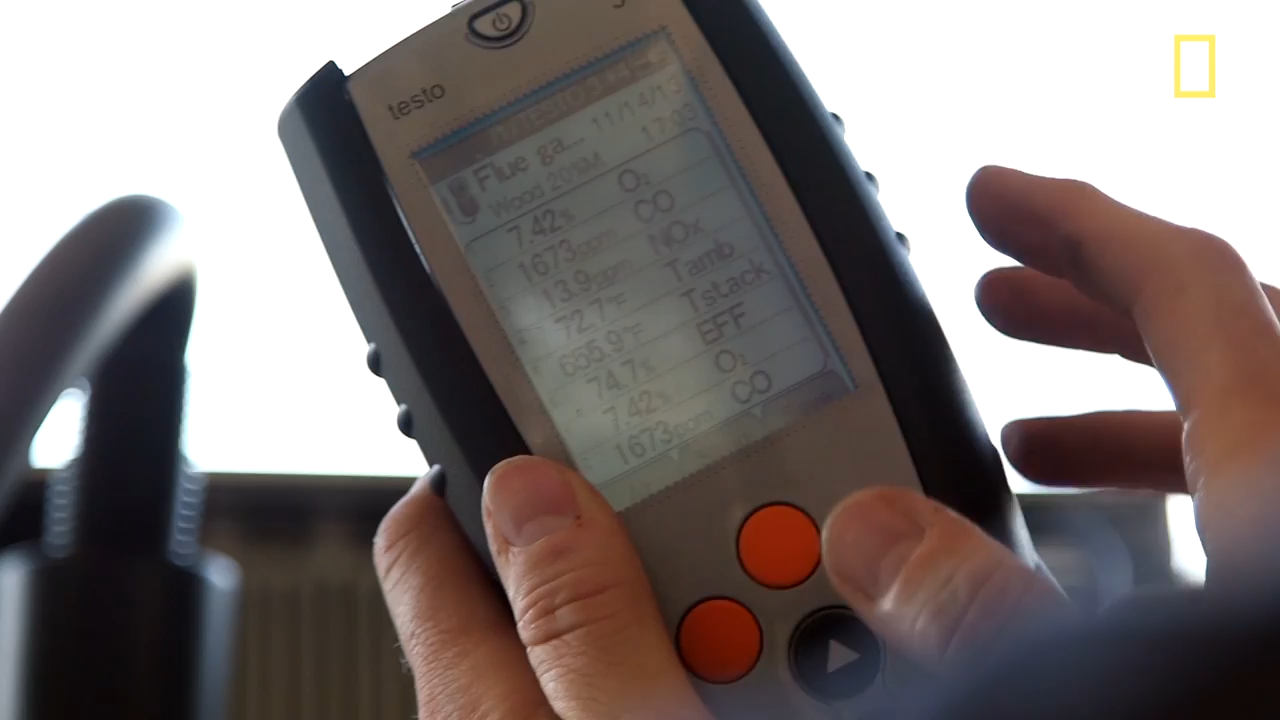 testo
Flue ga... 11/14/13
Wood 20%M 17:03
7.42% O₂
1673ppm CO
13.9ppm NOx
72.7°F Tamb
655.9°F Tstack
74.7% EFF
7.42% O₂
1673ppm CO